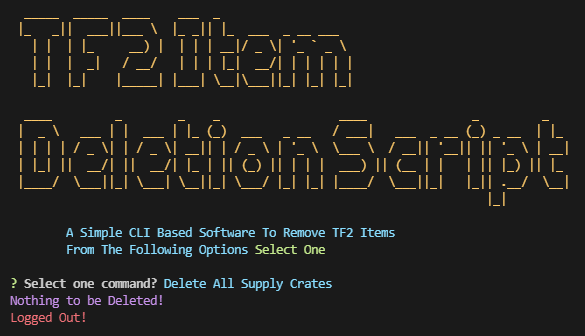 TF2 Item
Deletion Script
A Simple CLI Based Software To Remove TF2 Items
From The Following Options Select One
? Select one command? Delete All Supply Crates
Nothing to be Deleted!
Logged Out!